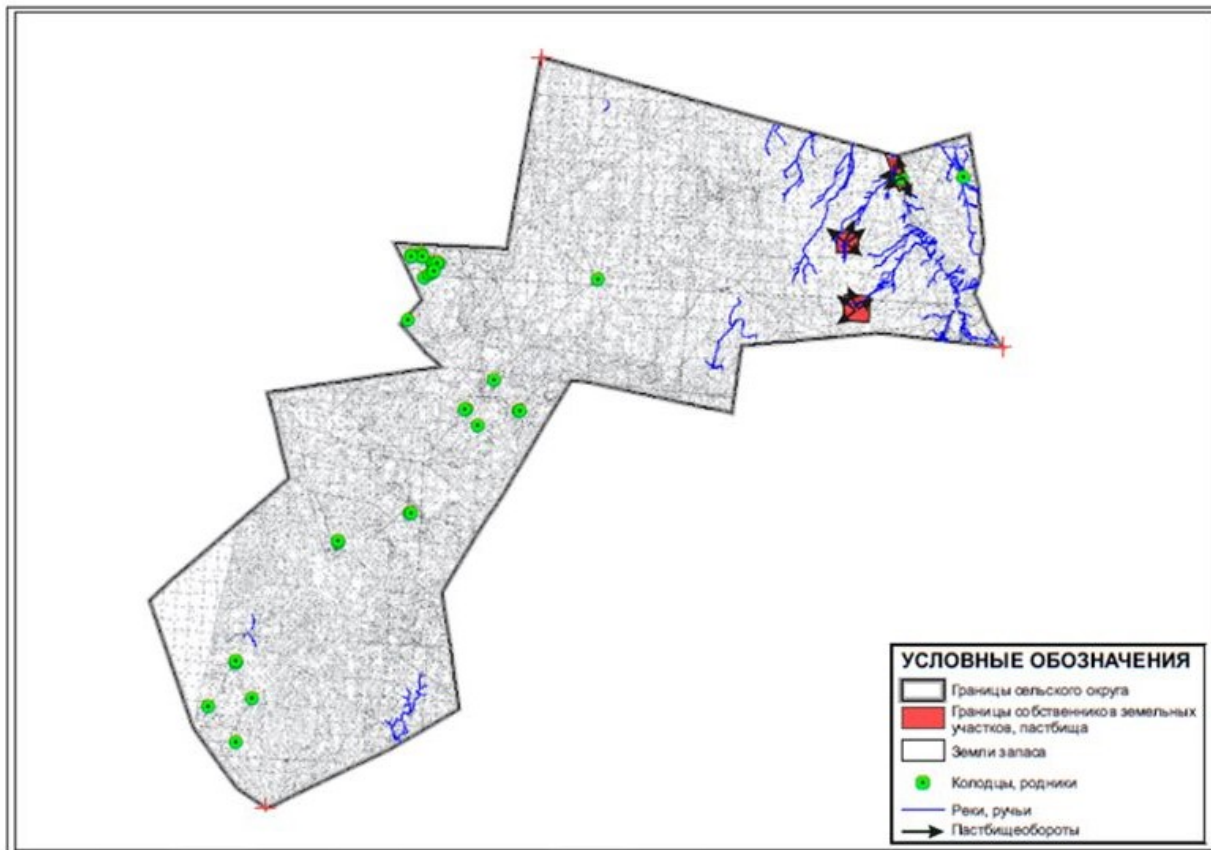 УСЛОВНЫЕ ОБОЗНАЧЕНИЯ
Границы сельского округа
Границы собственников земельных
участков, пастбища
Земли запаса
Колодцы, родники
Реки, ручьи
Пастбищеобороты